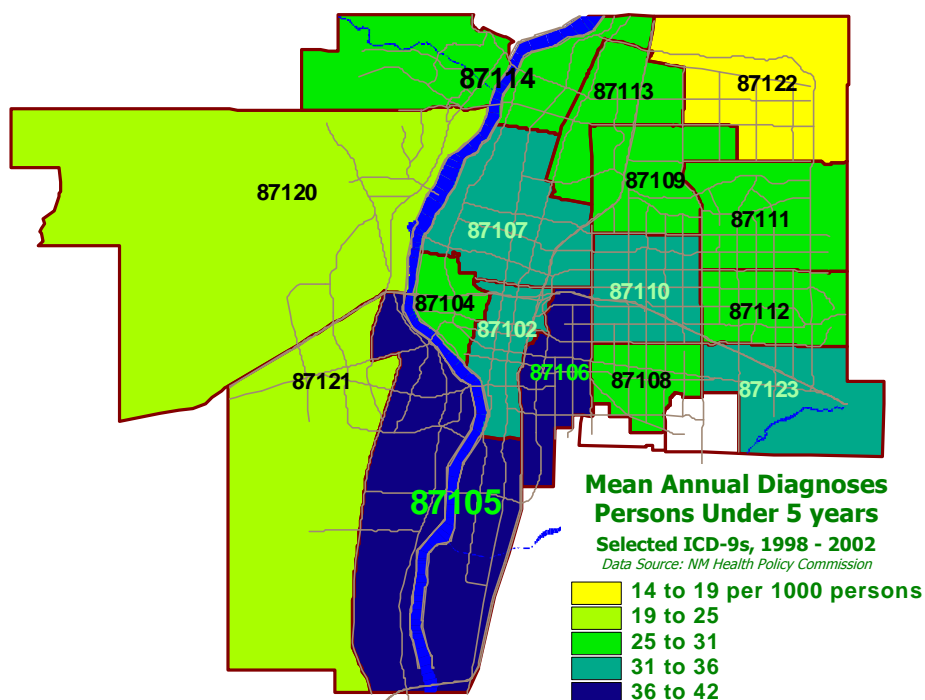 87114
87113
87122
87120
87109
87111
87107
87110
87112
87104
87102
87121
87106
87108
87123
87105
Mean Annual Diagnoses
Persons Under 5 years
Selected ICD-9s, 1998 - 2002
Data Source: NM Health Policy Commission
14 to 19 per 1000 persons
19 to 25
25 to 31
31 to 36
36 to 42